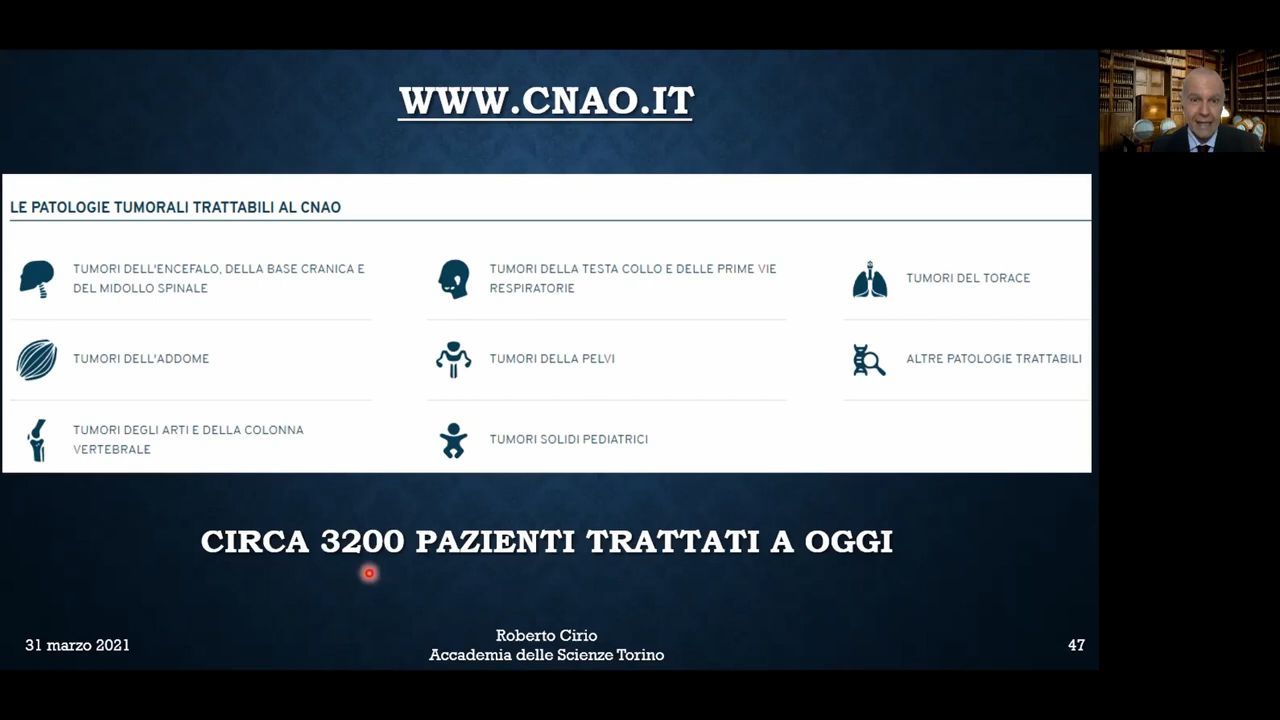 WWW.CNAO.IT
LE PATOLOGIE TUMORALI TRATTABILI AL CNAO
TUMORI DELL'ENCEFALO, DELLA BASE CRANICA E
DEL MIDOLLO SPINALE
TUMORI DELLA TESTA COLLO E DELLE PRIME VIE
RESPIRATORIE
TUMORI DEL TORACE
TUMORI DELL'ADDOME
TUMORI DELLA PELVI
ALTRE PATOLOGIE TRATTABILI
TUMORI DEGLI ARTI E DELLA COLONNA
VERTEBRALE
TUMORI SOLIDI PEDIATRICI
CIRCA 3200 PAZIENTI TRATTATI A OGGI
31 marzo 2021
Roberto Cirio
Accademia delle Scienze Torino
47